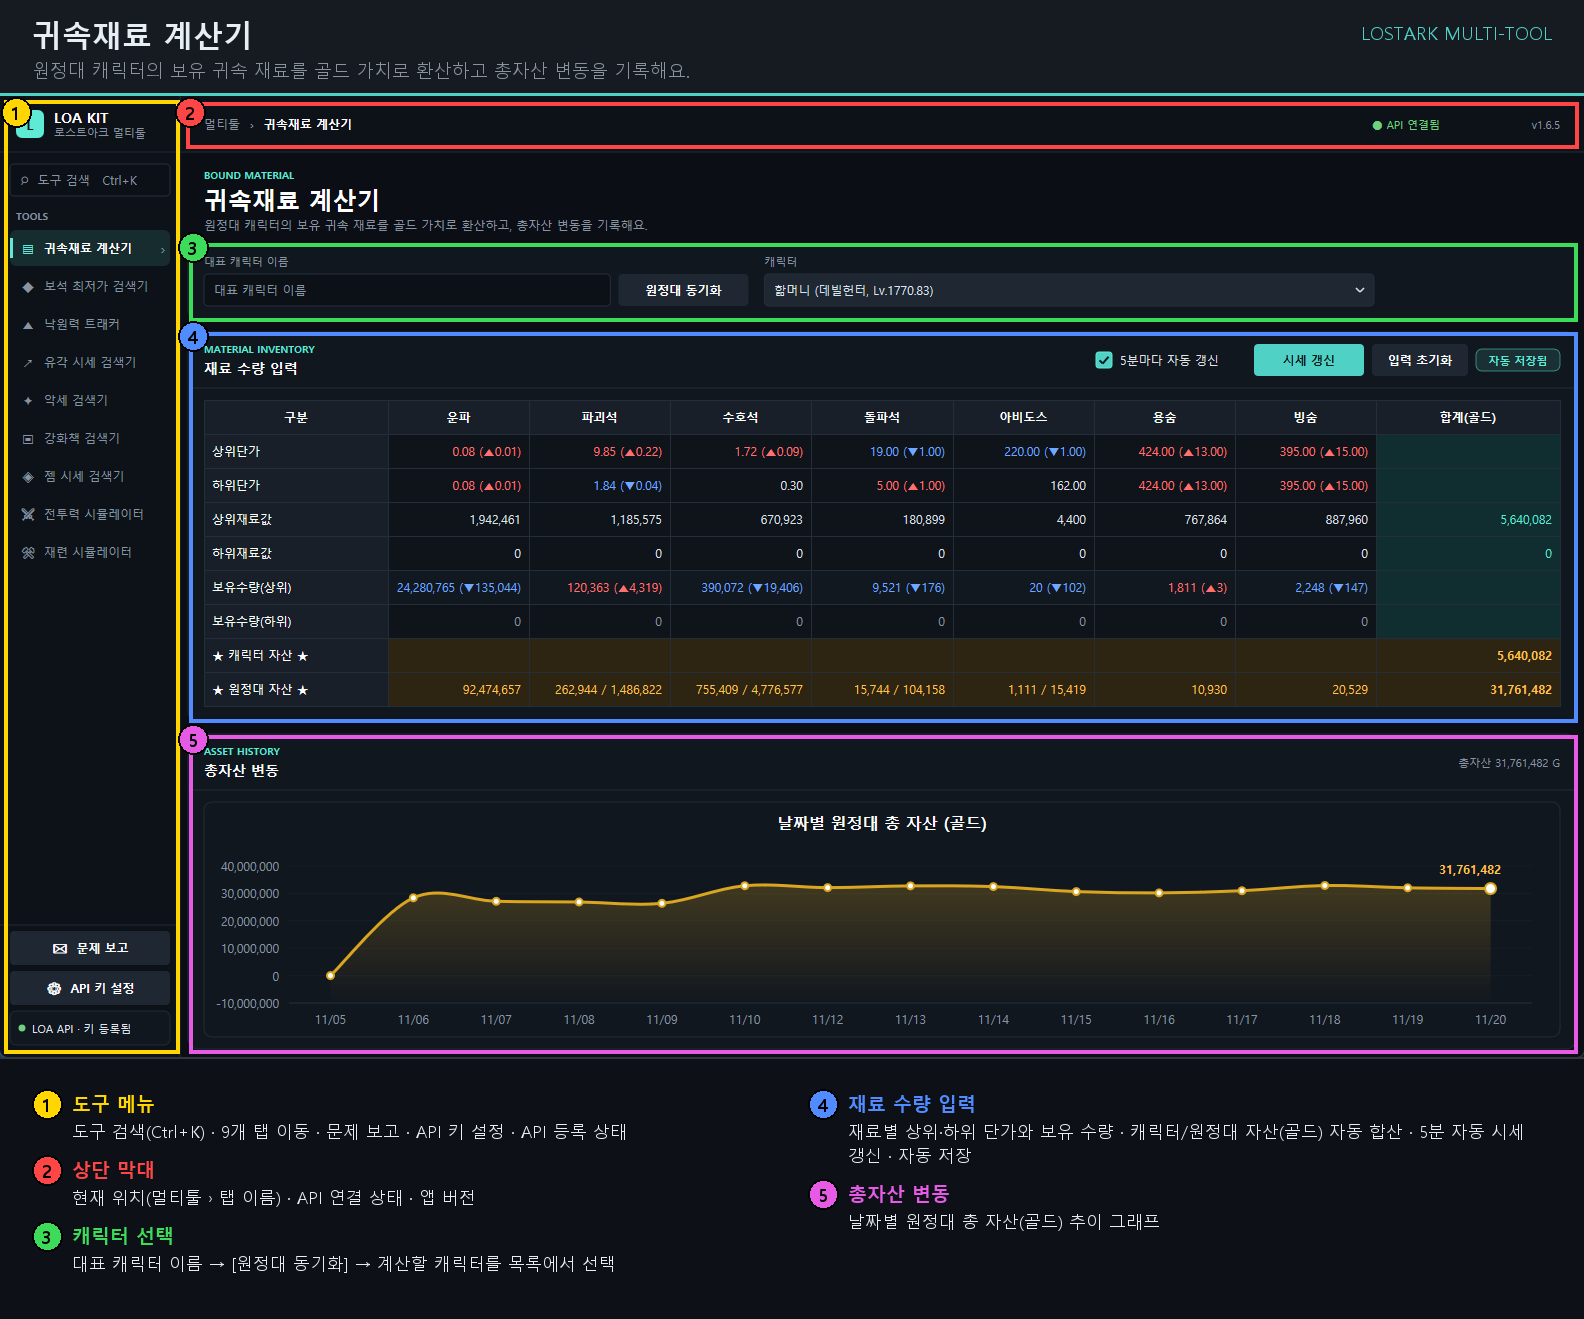 귀속재료 계산기
LOSTARK MULTI-TOOL
원정대 캐릭터의 보유 귀속 재료를 골드 가치로 환산하고 총자산 변동을 기록해요.
1
L
LOA KIT
로스트아크 멀티툴
도구 검색 Ctrl+K
TOOLS
귀속재료 계산기 ›
보석 최저가 검색기
낙원력 트래커
유각 시세 검색기
악세 검색기
강화책 검색기
젬 시세 검색기
전투력 시뮬레이터
재련 시뮬레이터
문제 보고
API 키 설정
LOA API · 키 등록됨
2
멀티툴 › 귀속재료 계산기
API 연결됨
v1.6.5
BOUND MATERIAL
귀속재료 계산기
원정대 캐릭터의 보유 귀속 재료를 골드 가치로 환산하고, 총자산 변동을 기록해요.
3
대표 캐릭터 이름
캐릭터
대표 캐릭터 이름
원정대 동기화
핢머니 (데빌헌터, Lv.1770.83)
4
MATERIAL INVENTORY
재료 수량 입력
5분마다 자동 갱신
시세 갱신
입력 초기화
자동 저장됨
구분 운파 파괴석 수호석 돌파석 아비도스 용숨 빙숨 합계(골드)
상위단가 0.08 (▲0.01) 9.85 (▲0.22) 1.72 (▲0.09) 19.00 (▼1.00) 220.00 (▼1.00) 424.00 (▲13.00) 395.00 (▲15.00)
하위단가 0.08 (▲0.01) 1.84 (▼0.04) 0.30 5.00 (▲1.00) 162.00 424.00 (▲13.00) 395.00 (▲15.00)
상위재료값 1,942,461 1,185,575 670,923 180,899 4,400 767,864 887,960 5,640,082
하위재료값 0 0 0 0 0 0 0 0
보유수량(상위) 24,280,765 (▼135,044) 120,363 (▲4,319) 390,072 (▼19,406) 9,521 (▼176) 20 (▼102) 1,811 (▲3) 2,248 (▼147)
보유수량(하위) 0 0 0 0 0 0 0
★ 캐릭터 자산 ★ 5,640,082
★ 원정대 자산 ★ 92,474,657 262,944 / 1,486,822 755,409 / 4,776,577 15,744 / 104,158 1,111 / 15,419 10,930 20,529 31,761,482
5
ASSET HISTORY
총자산 변동
총자산 31,761,482 G
날짜별 원정대 총 자산 (골드)
31,761,482
40,000,000
30,000,000
20,000,000
10,000,000
0
-10,000,000
11/05 11/06 11/07 11/08 11/09 11/10 11/12 11/13 11/14 11/15 11/16 11/17 11/18 11/19 11/20
1 도구 메뉴
도구 검색(Ctrl+K) · 9개 탭 이동 · 문제 보고 · API 키 설정 · API 등록 상태
2 상단 막대
현재 위치(멀티툴 › 탭 이름) · API 연결 상태 · 앱 버전
3 캐릭터 선택
대표 캐릭터 이름 → [원정대 동기화] → 계산할 캐릭터를 목록에서 선택
4 재료 수량 입력
재료별 상위·하위 단가와 보유 수량 · 캐릭터/원정대 자산(골드) 자동 합산 · 5분 자동 시세
갱신 · 자동 저장
5 총자산 변동
날짜별 원정대 총 자산(골드) 추이 그래프